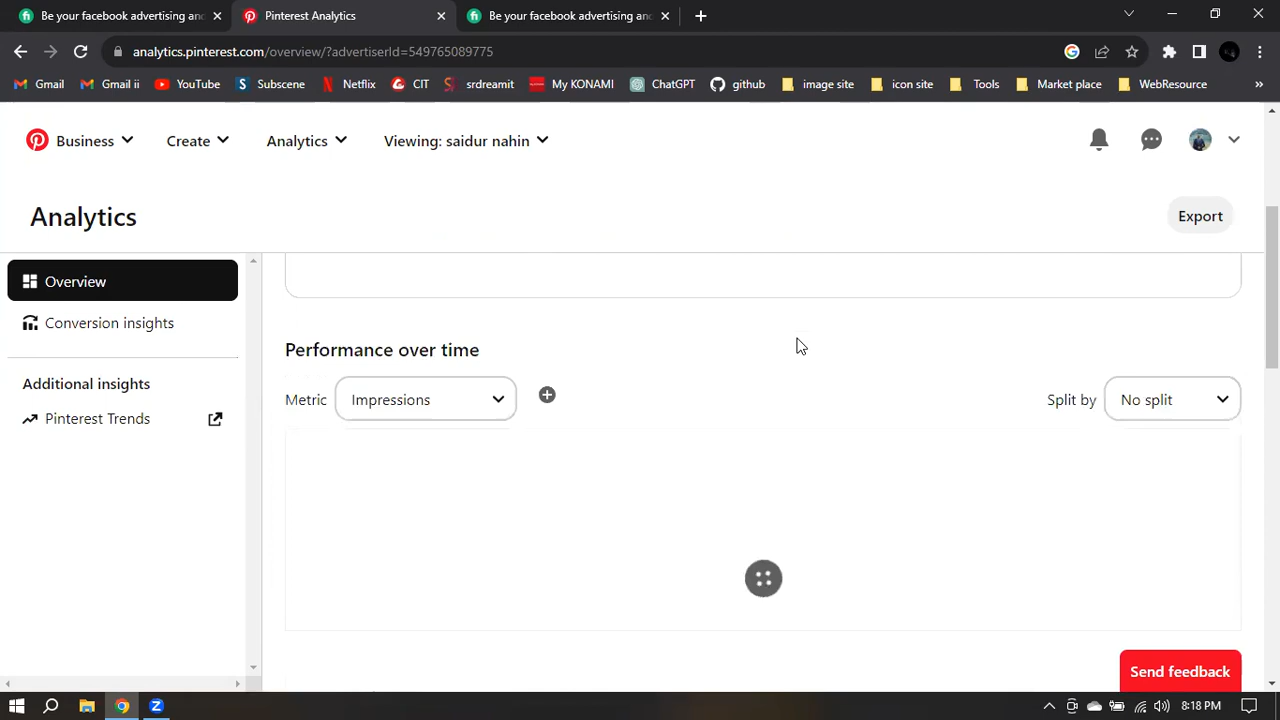 Be your facebook advertising and
Pinterest Analytics
Be your facebook advertising and
analytics.pinterest.com/overview/?advertiserId=549765089775
Gmail
Gmail ii
YouTube
Subscene
Netflix
CIT
srdreamit
My KONAMI
ChatGPT
github
image site
icon site
Tools
Market place
WebResource
»
Business
Create
Analytics
Viewing: saidur nahin
Analytics
Export
Overview
Conversion insights
Additional insights
Pinterest Trends
Performance over time
Metric
Impressions
Split by
No split
Send feedback
8:18 PM